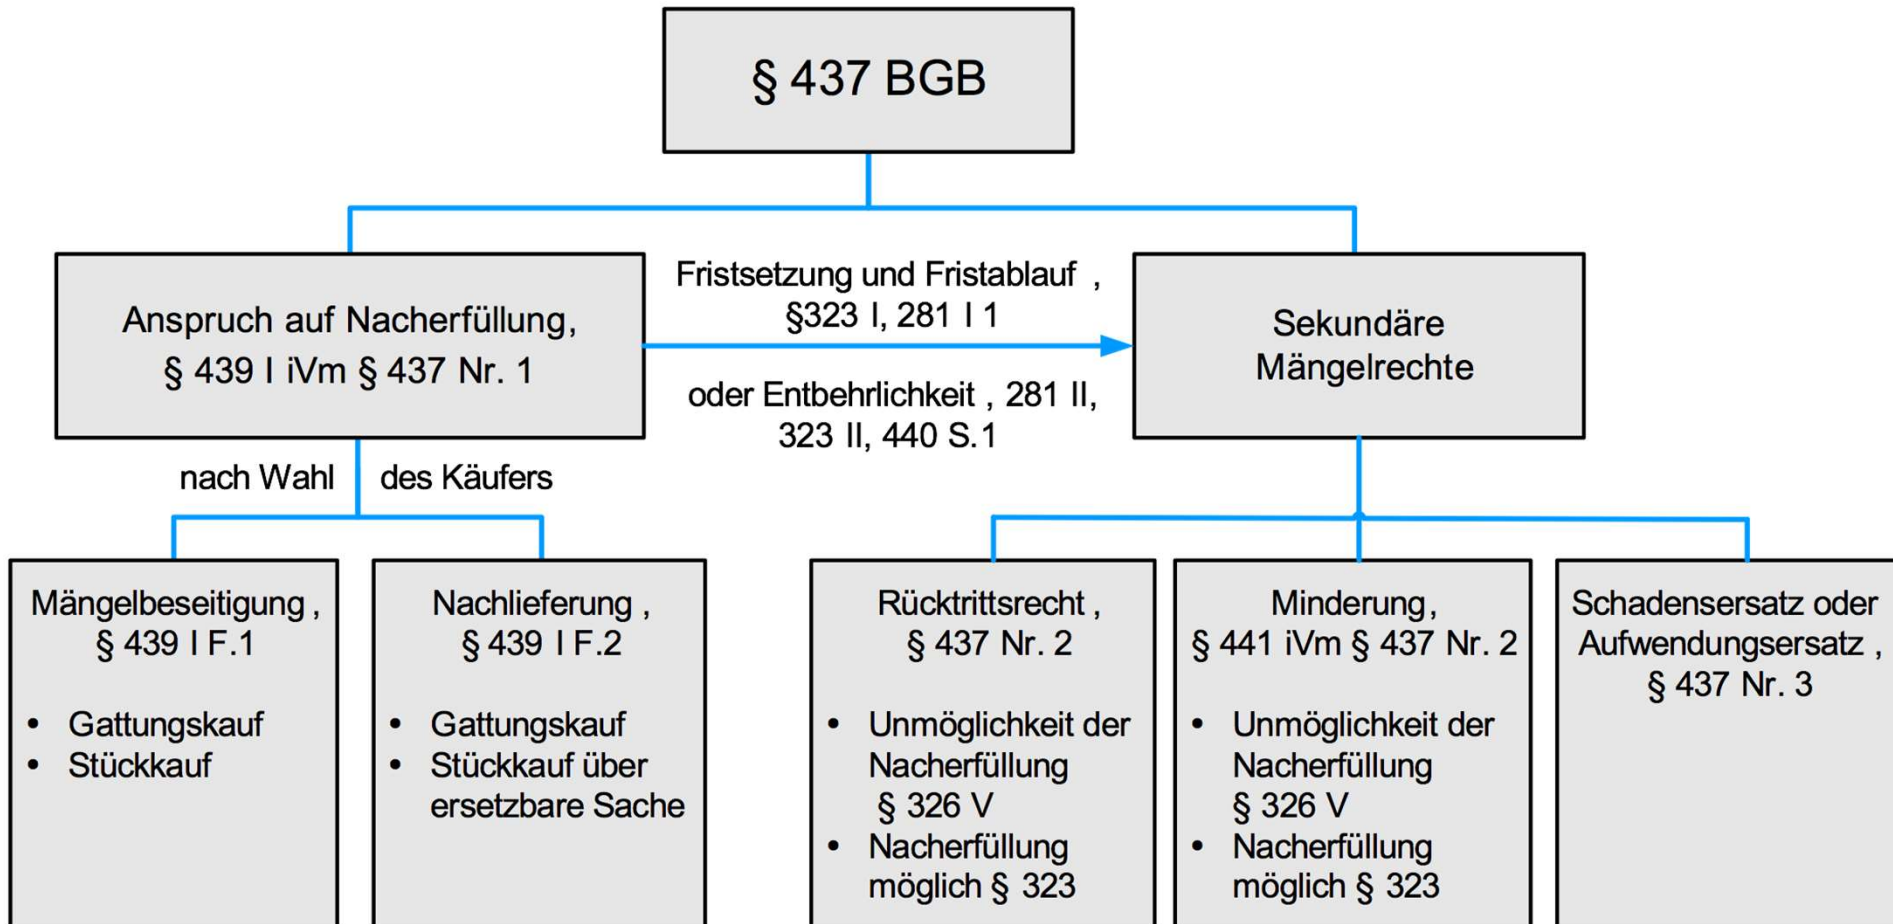 § 437 BGB
Anspruch auf Nacherfüllung,
§ 439 I iVm § 437 Nr. 1
Fristsetzung und Fristablauf ,
§323 I, 281 I 1
oder Entbehrlichkeit , 281 II,
323 II, 440 S.1
Sekundäre
Mängelrechte
nach Wahl des Käufers
Mängelbeseitigung ,
§ 439 I F.1
• Gattungskauf
• Stückkauf
Nachlieferung ,
§ 439 I F.2
• Gattungskauf
• Stückkauf über
ersetzbare Sache
Rücktrittsrecht ,
§ 437 Nr. 2
• Unmöglichkeit der
Nacherfüllung
§ 326 V
• Nacherfüllung
möglich § 323
Minderung,
§ 441 iVm § 437 Nr. 2
• Unmöglichkeit der
Nacherfüllung
§ 326 V
• Nacherfüllung
möglich § 323
Schadensersatz oder
Aufwendungsersatz ,
§ 437 Nr. 3